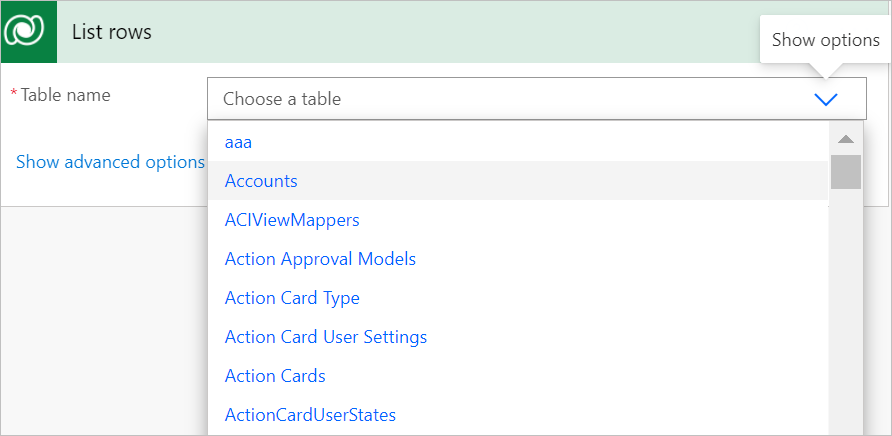 List rows
Show options
* Table name
Choose a table
aaa
Show advanced options
Accounts
ACIViewMappers
Action Approval Models
Action Card Type
Action Card User Settings
Action Cards
ActionCardUserStates